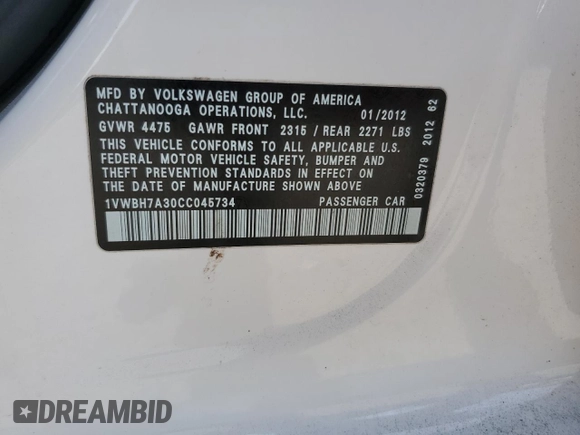 MFD BY VOLKSWAGEN GROUP OF AMERICA
CHATTANOOGA OPERATIONS, LLC. 01/2012
GVWR 4475 GAWR FRONT 2315 / REAR 2271 LBS
THIS VEHICLE CONFORMS TO ALL APPLICABLE U.S.
FEDERAL MOTOR VEHICLE SAFETY, BUMPER AND
THEFT PREVENTION STANDARDS IN EFFECT ON
THE DATE OF MANUFACTURE SHOWN ABOVE
1VWBH7A30CC045734 PASSENGER CAR
0320379 2012 62
DREAMBID